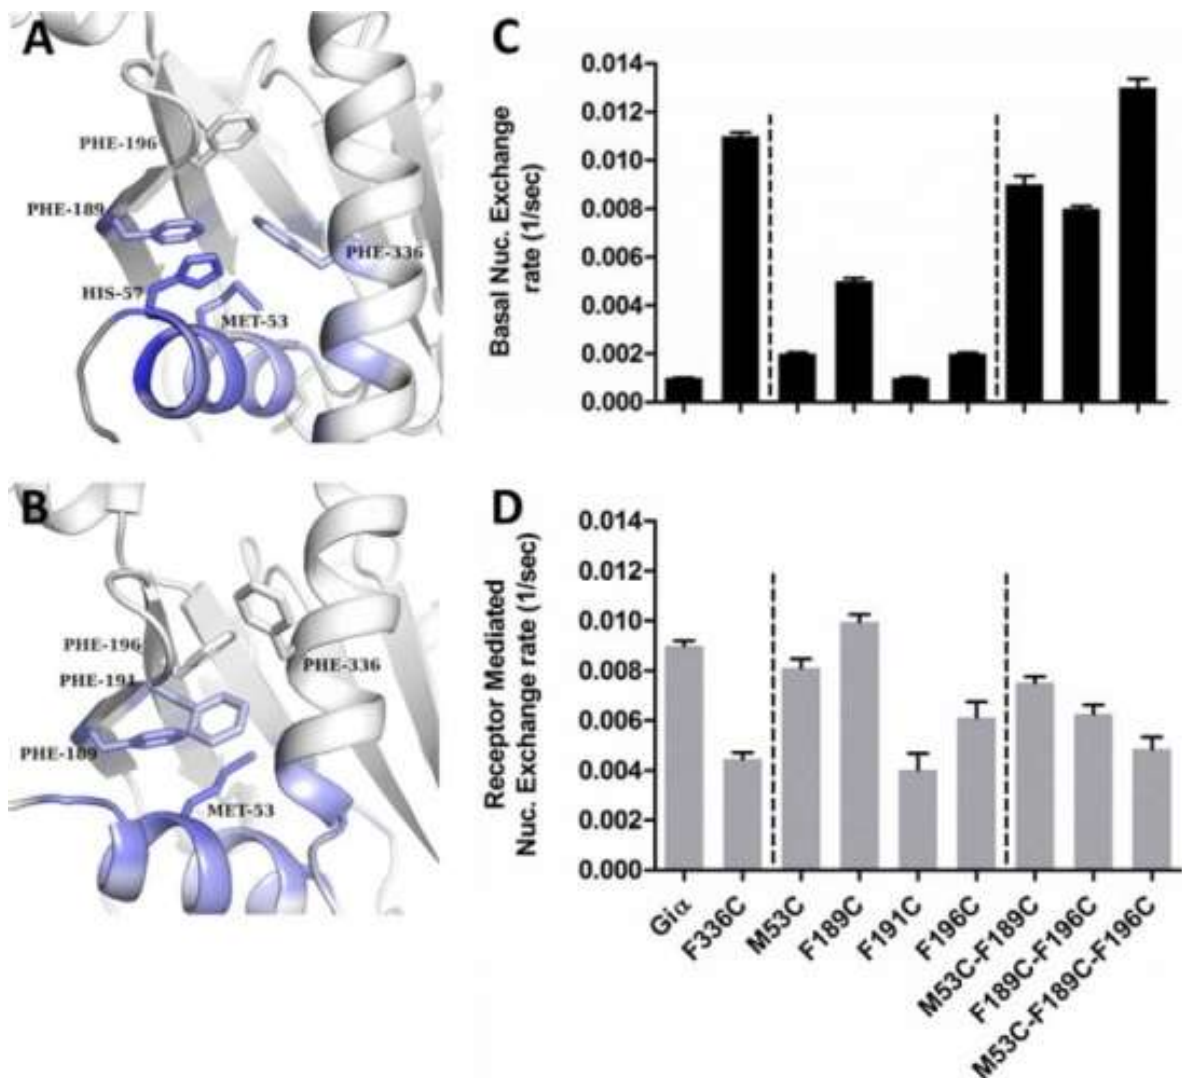 A
PHE-196
PHE-189
PHE-336
HIS-57
MET-53
B
PHE-196
PHE-191
PHE-336
PHE-189
MET-53
C
Basal Nuc. Exchange
rate (1/sec)
0.014
0.012
0.010
0.008
0.006
0.004
0.002
0.000
D
Receptor Mediated
Nuc. Exchange rate (1/sec)
0.014
0.012
0.010
0.008
0.006
0.004
0.002
0.000
Giα
F336C
M53C
F189C
F191C
F196C
M53C-F189C
F189C-F196C
M53C-F189C-F196C